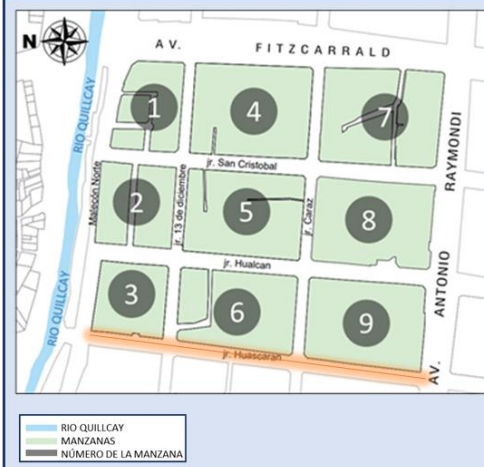 N
AV. FITZCARRALD
RIO QUILLCAY
1
4
7
jr. San Cristobal
Malecón Norte
jr. 13 de diciembre
jr. Caraz
2
5
8
jr. Hualcan
AV. ANTONIO RAYMONDI
RIO QUILLCAY
3
6
9
jr. Huascaran
RIO QUILLCAY
MANZANAS
NÚMERO DE LA MANZANA